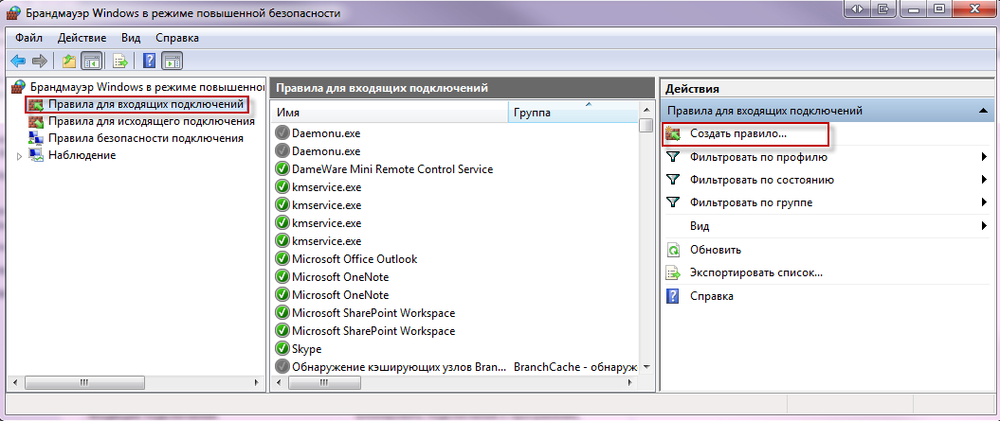 Брандмауэр Windows в режиме повышенной безопасности
Файл Действие Вид Справка
Брандмауэр Windows в режиме повышенно
Правила для входящих подключений
Правила для исходящего подключения
Правила безопасности подключения
Наблюдение
Правила для входящих подключений
Имя Группа
Daemonu.exe
Daemonu.exe
DameWare Mini Remote Control Service
kmservice.exe
kmservice.exe
kmservice.exe
kmservice.exe
Microsoft Office Outlook
Microsoft OneNote
Microsoft OneNote
Microsoft SharePoint Workspace
Microsoft SharePoint Workspace
Skype
Обнаружение кэширующих узлов Bran... BranchCache - обнаруж
Действия
Правила для входящих подключений
Создать правило...
Фильтровать по профилю
Фильтровать по состоянию
Фильтровать по группе
Вид
Обновить
Экспортировать список...
Справка